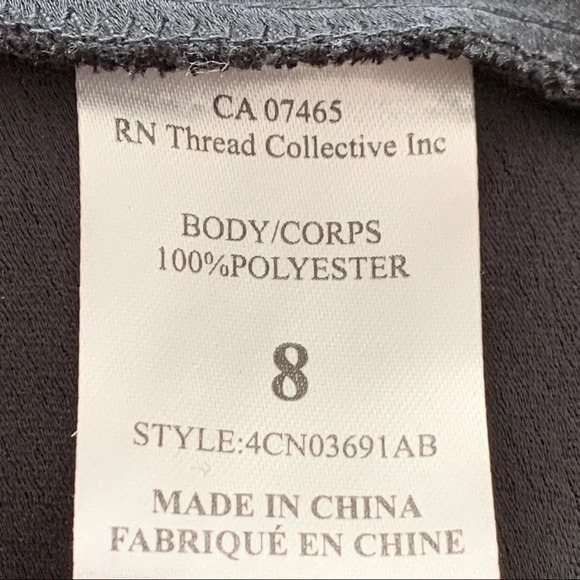 CA 07465
RN Thread Collective Inc
BODY/CORPS
100%POLYESTER
8
STYLE:4CN03691AB
MADE IN CHINA
FABRIQUÉ EN CHINE